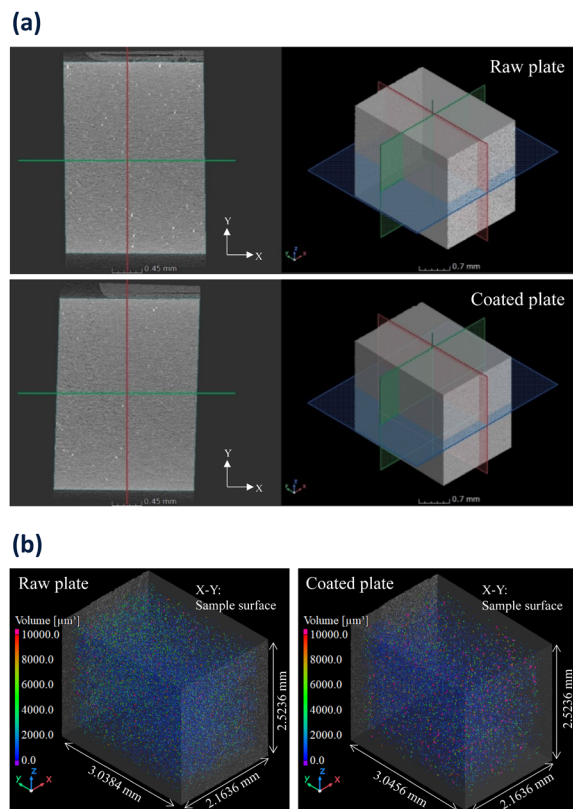 (a)
Raw plate
Y
X
0.45 mm
0.7 mm
Coated plate
Y
X
0.45 mm
0.7 mm
(b)
Raw plate
X-Y:
Sample surface
Volume [μm³]
10000.0
8000.0
6000.0
4000.0
2000.0
0.0
Z
Y
X
3.0384 mm
2.1636 mm
2.5236 mm
Coated plate
X-Y:
Sample surface
Volume [μm³]
10000.0
8000.0
6000.0
4000.0
2000.0
0.0
Z
Y
X
3.0456 mm
2.1636 mm
2.5236 mm